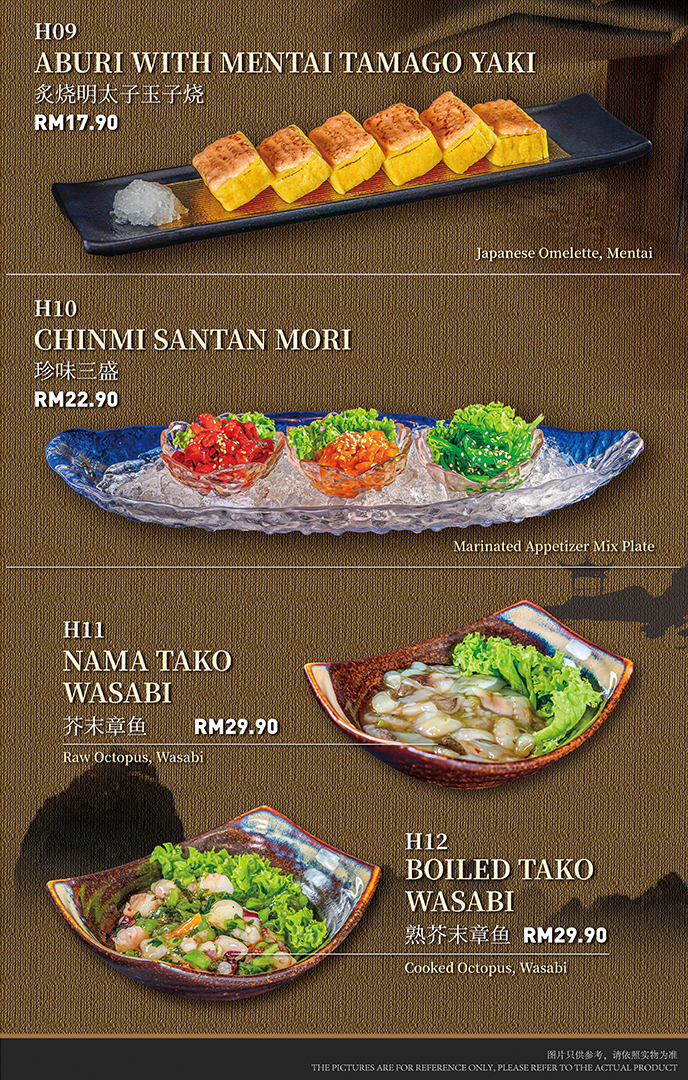 H09
ABURI WITH MENTAI TAMAGO YAKI
炙烧明太子玉子烧
RM17.90
Japanese Omelette, Mentai
H10
CHINMI SANTAN MORI
珍味三盛
RM22.90
Marinated Appetizer Mix Plate
H11
NAMA TAKO
WASABI
芥末章鱼 RM29.90
Raw Octopus, Wasabi
H12
BOILED TAKO
WASABI
熟芥末章鱼 RM29.90
Cooked Octopus, Wasabi
图片只供参考，请依照实物为准
THE PICTURES ARE FOR REFERENCE ONLY, PLEASE REFER TO THE ACTUAL PRODUCT